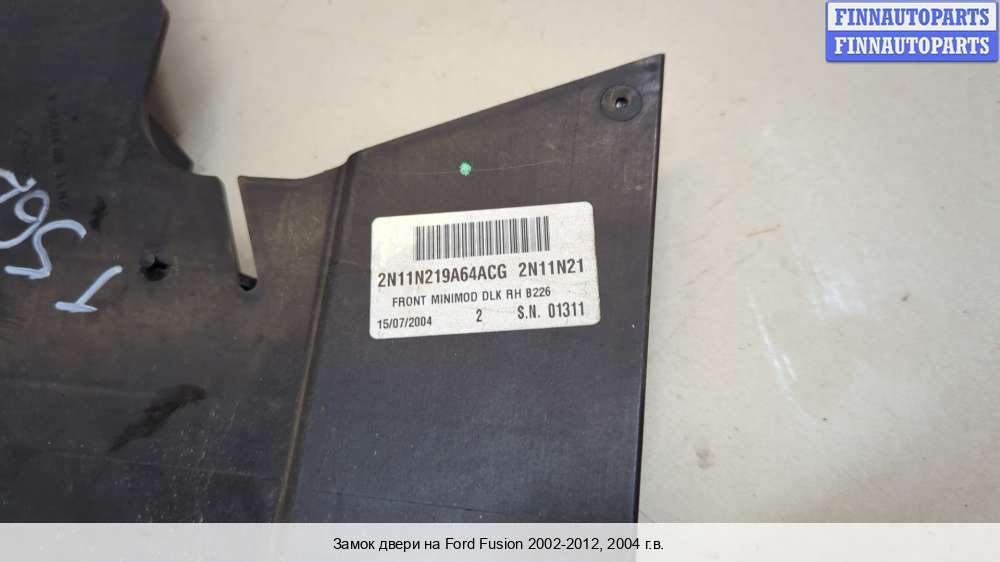 FINNAUTOPARTS
FINNAUTOPARTS
2N11N219A64ACG 2N11N21
FRONT MINIMOD DLK RH B226
15/07/2004 2 S.N. 01311
Замок двери на Ford Fusion 2002-2012, 2004 г.в.